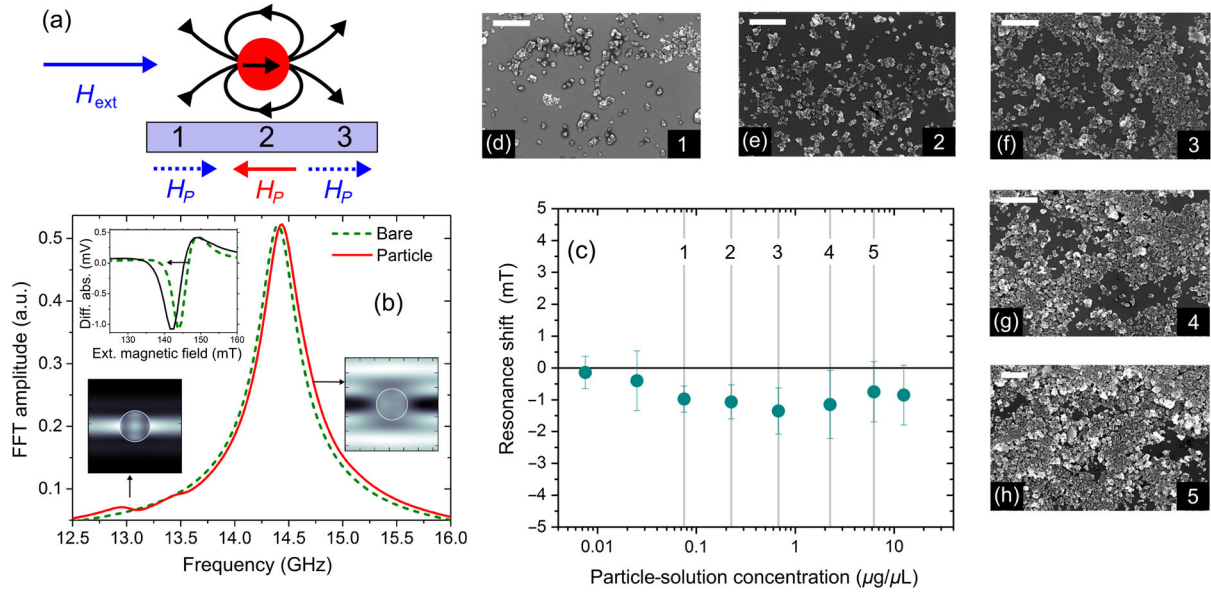 (a)
H_ext
1 2 3
H_P H_P H_P
(d) 1
(e) 2
(f) 3
(g) 4
(h) 5
(b)
Bare
Particle
FFT amplitude (a.u.)
0.5
0.4
0.3
0.2
0.1
12.5 13.0 13.5 14.0 14.5 15.0 15.5 16.0
Frequency (GHz)
Diff. abs. (mV)
0.5
0.0
-0.5
-1.0
130 140 150 160
Ext. magnetic field (mT)
(c)
1 2 3 4 5
Resonance shift (mT)
5
4
3
2
1
0
−1
−2
−3
−4
−5
0.01 0.1 1 10
Particle-solution concentration (μg/μL)